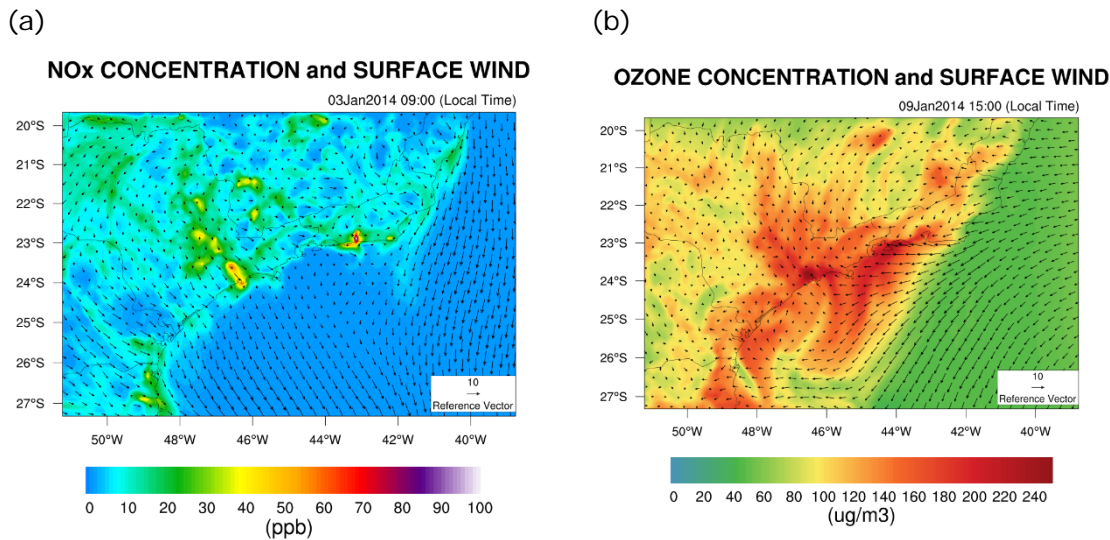 (a)
NOx CONCENTRATION and SURFACE WIND
03Jan2014 09:00 (Local Time)
20°S
21°S
22°S
23°S
24°S
25°S
26°S
27°S
10
Reference Vector
50°W 48°W 46°W 44°W 42°W 40°W
0 10 20 30 40 50 60 70 80 90 100
(ppb)
(b)
OZONE CONCENTRATION and SURFACE WIND
09Jan2014 15:00 (Local Time)
20°S
21°S
22°S
23°S
24°S
25°S
26°S
27°S
10
Reference Vector
50°W 48°W 46°W 44°W 42°W 40°W
0 20 40 60 80 100 120 140 160 180 200 220 240
(ug/m3)